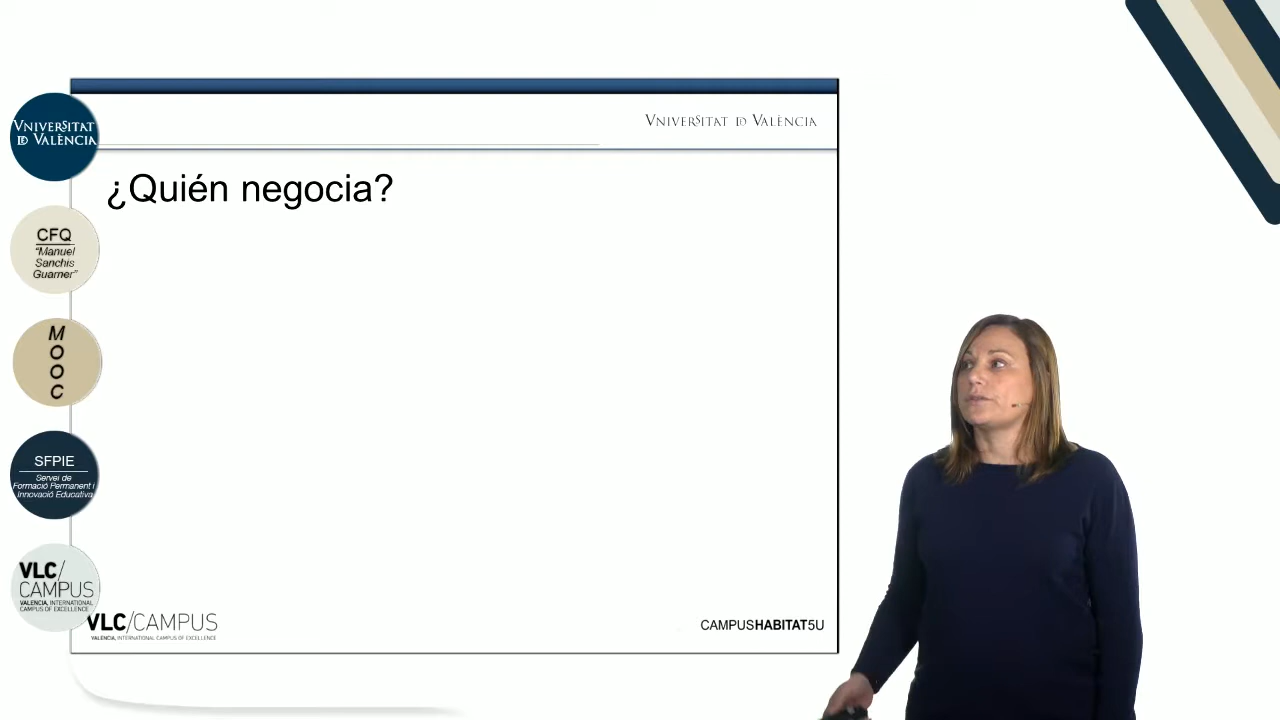 VNIVERSITAT
ID VALÈNCIA
CFQ
"Manuel
Sanchis
Guarner"
M
O
O
C
SFPIE
Servei de
Formació Permanent i
Innovació Educativa
VLC/
CAMPUS
VALENCIA, INTERNATIONAL
CAMPUS OF EXCELLENCE
VNIVERSITAT ID VALÈNCIA
¿Quién negocia?
VLC/CAMPUS
VALENCIA, INTERNATIONAL CAMPUS OF EXCELLENCE
CAMPUSHABITAT5U